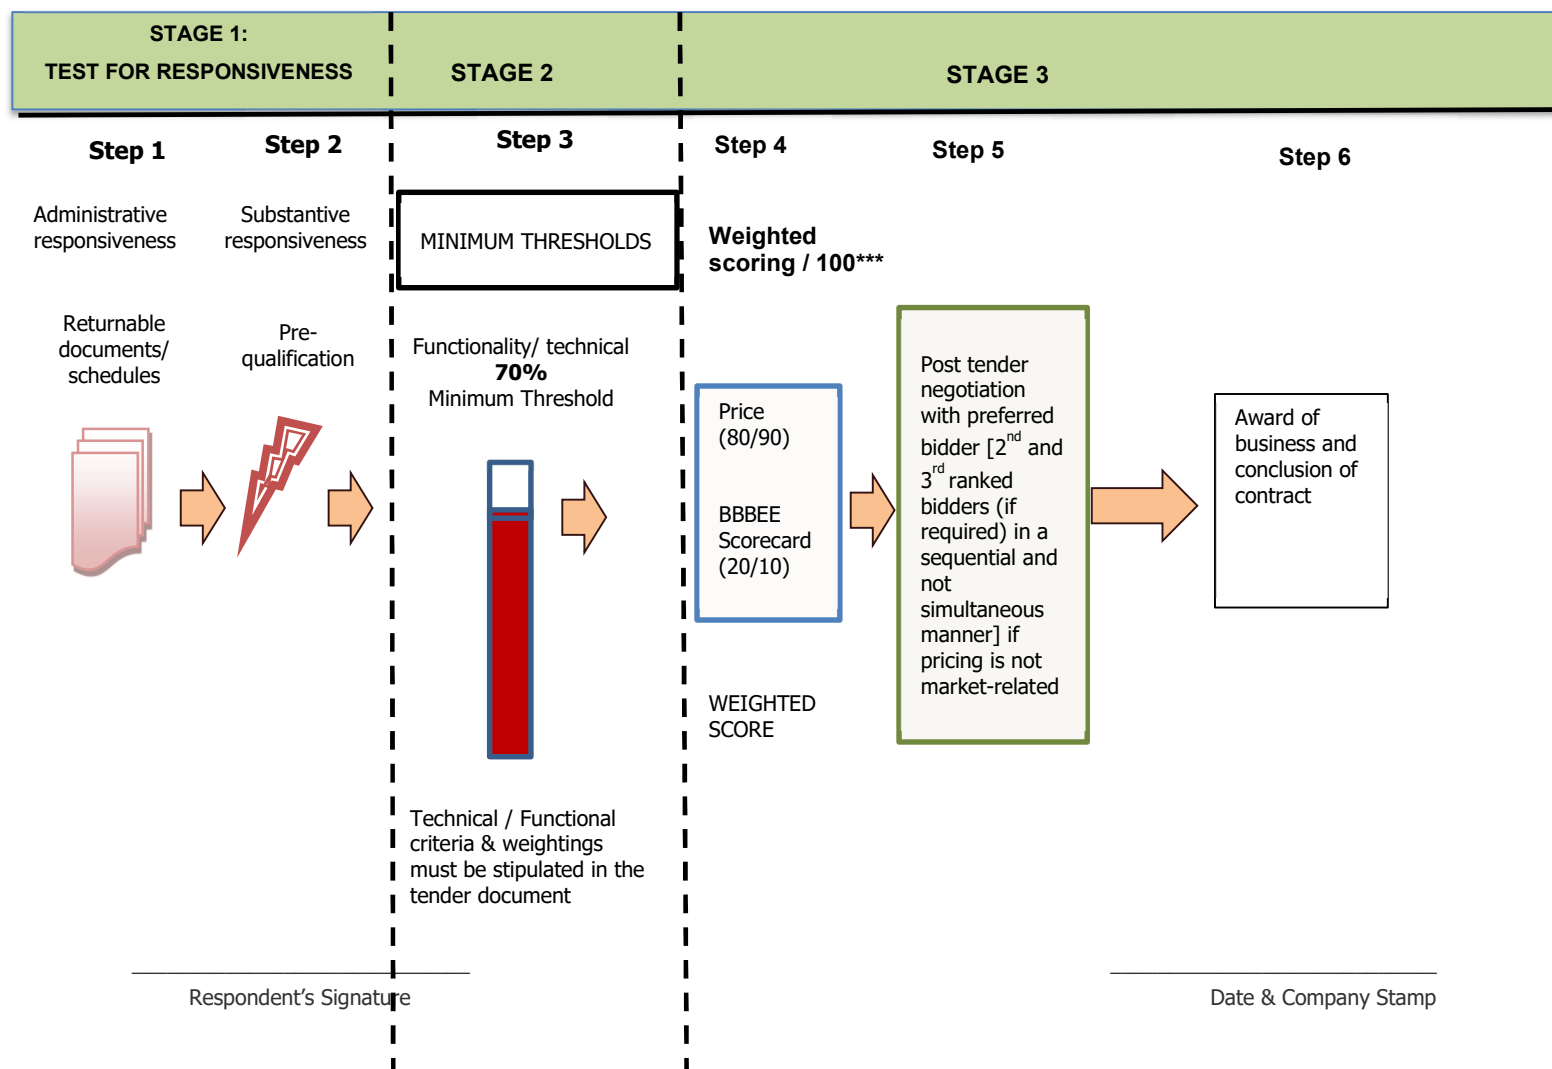 STAGE 1:
TEST FOR RESPONSIVENESS
STAGE 2
STAGE 3
Step 1
Step 2
Step 3
Step 4
Step 5
Step 6
Administrative
responsiveness
Substantive
responsiveness
MINIMUM THRESHOLDS
Weighted
scoring / 100***
Returnable
documents/
schedules
Pre-
qualification
Functionality/ technical
70%
Minimum Threshold
Price
(80/90)
BBBEE
Scorecard
(20/10)
WEIGHTED
SCORE
Post tender
negotiation
with preferred
bidder [2nd and
3rd ranked
bidders (if
required) in a
sequential and
not
simultaneous
manner] if
pricing is not
market-related
Award of
business and
conclusion of
contract
Technical / Functional
criteria & weightings
must be stipulated in the
tender document
Respondent's Signature
Date & Company Stamp